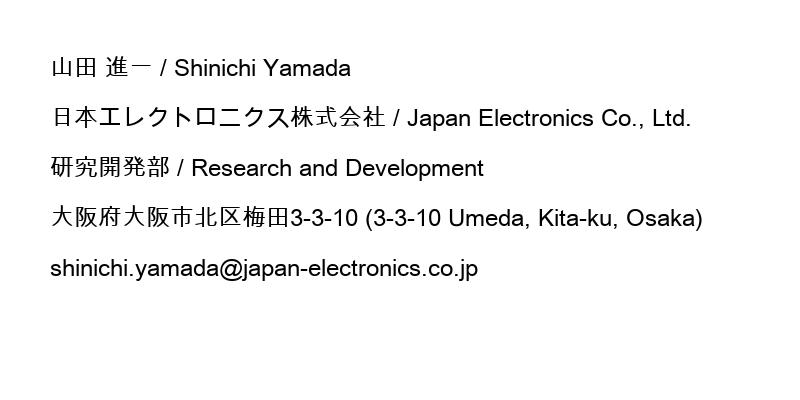 山田 進一 / Shinichi Yamada
日本エレクトロニクス株式会社 / Japan Electronics Co., Ltd.
研究開発部 / Research and Development
大阪府大阪市北区梅田3-3-10 (3-3-10 Umeda, Kita-ku, Osaka)
shinichi.yamada@japan-electronics.co.jp